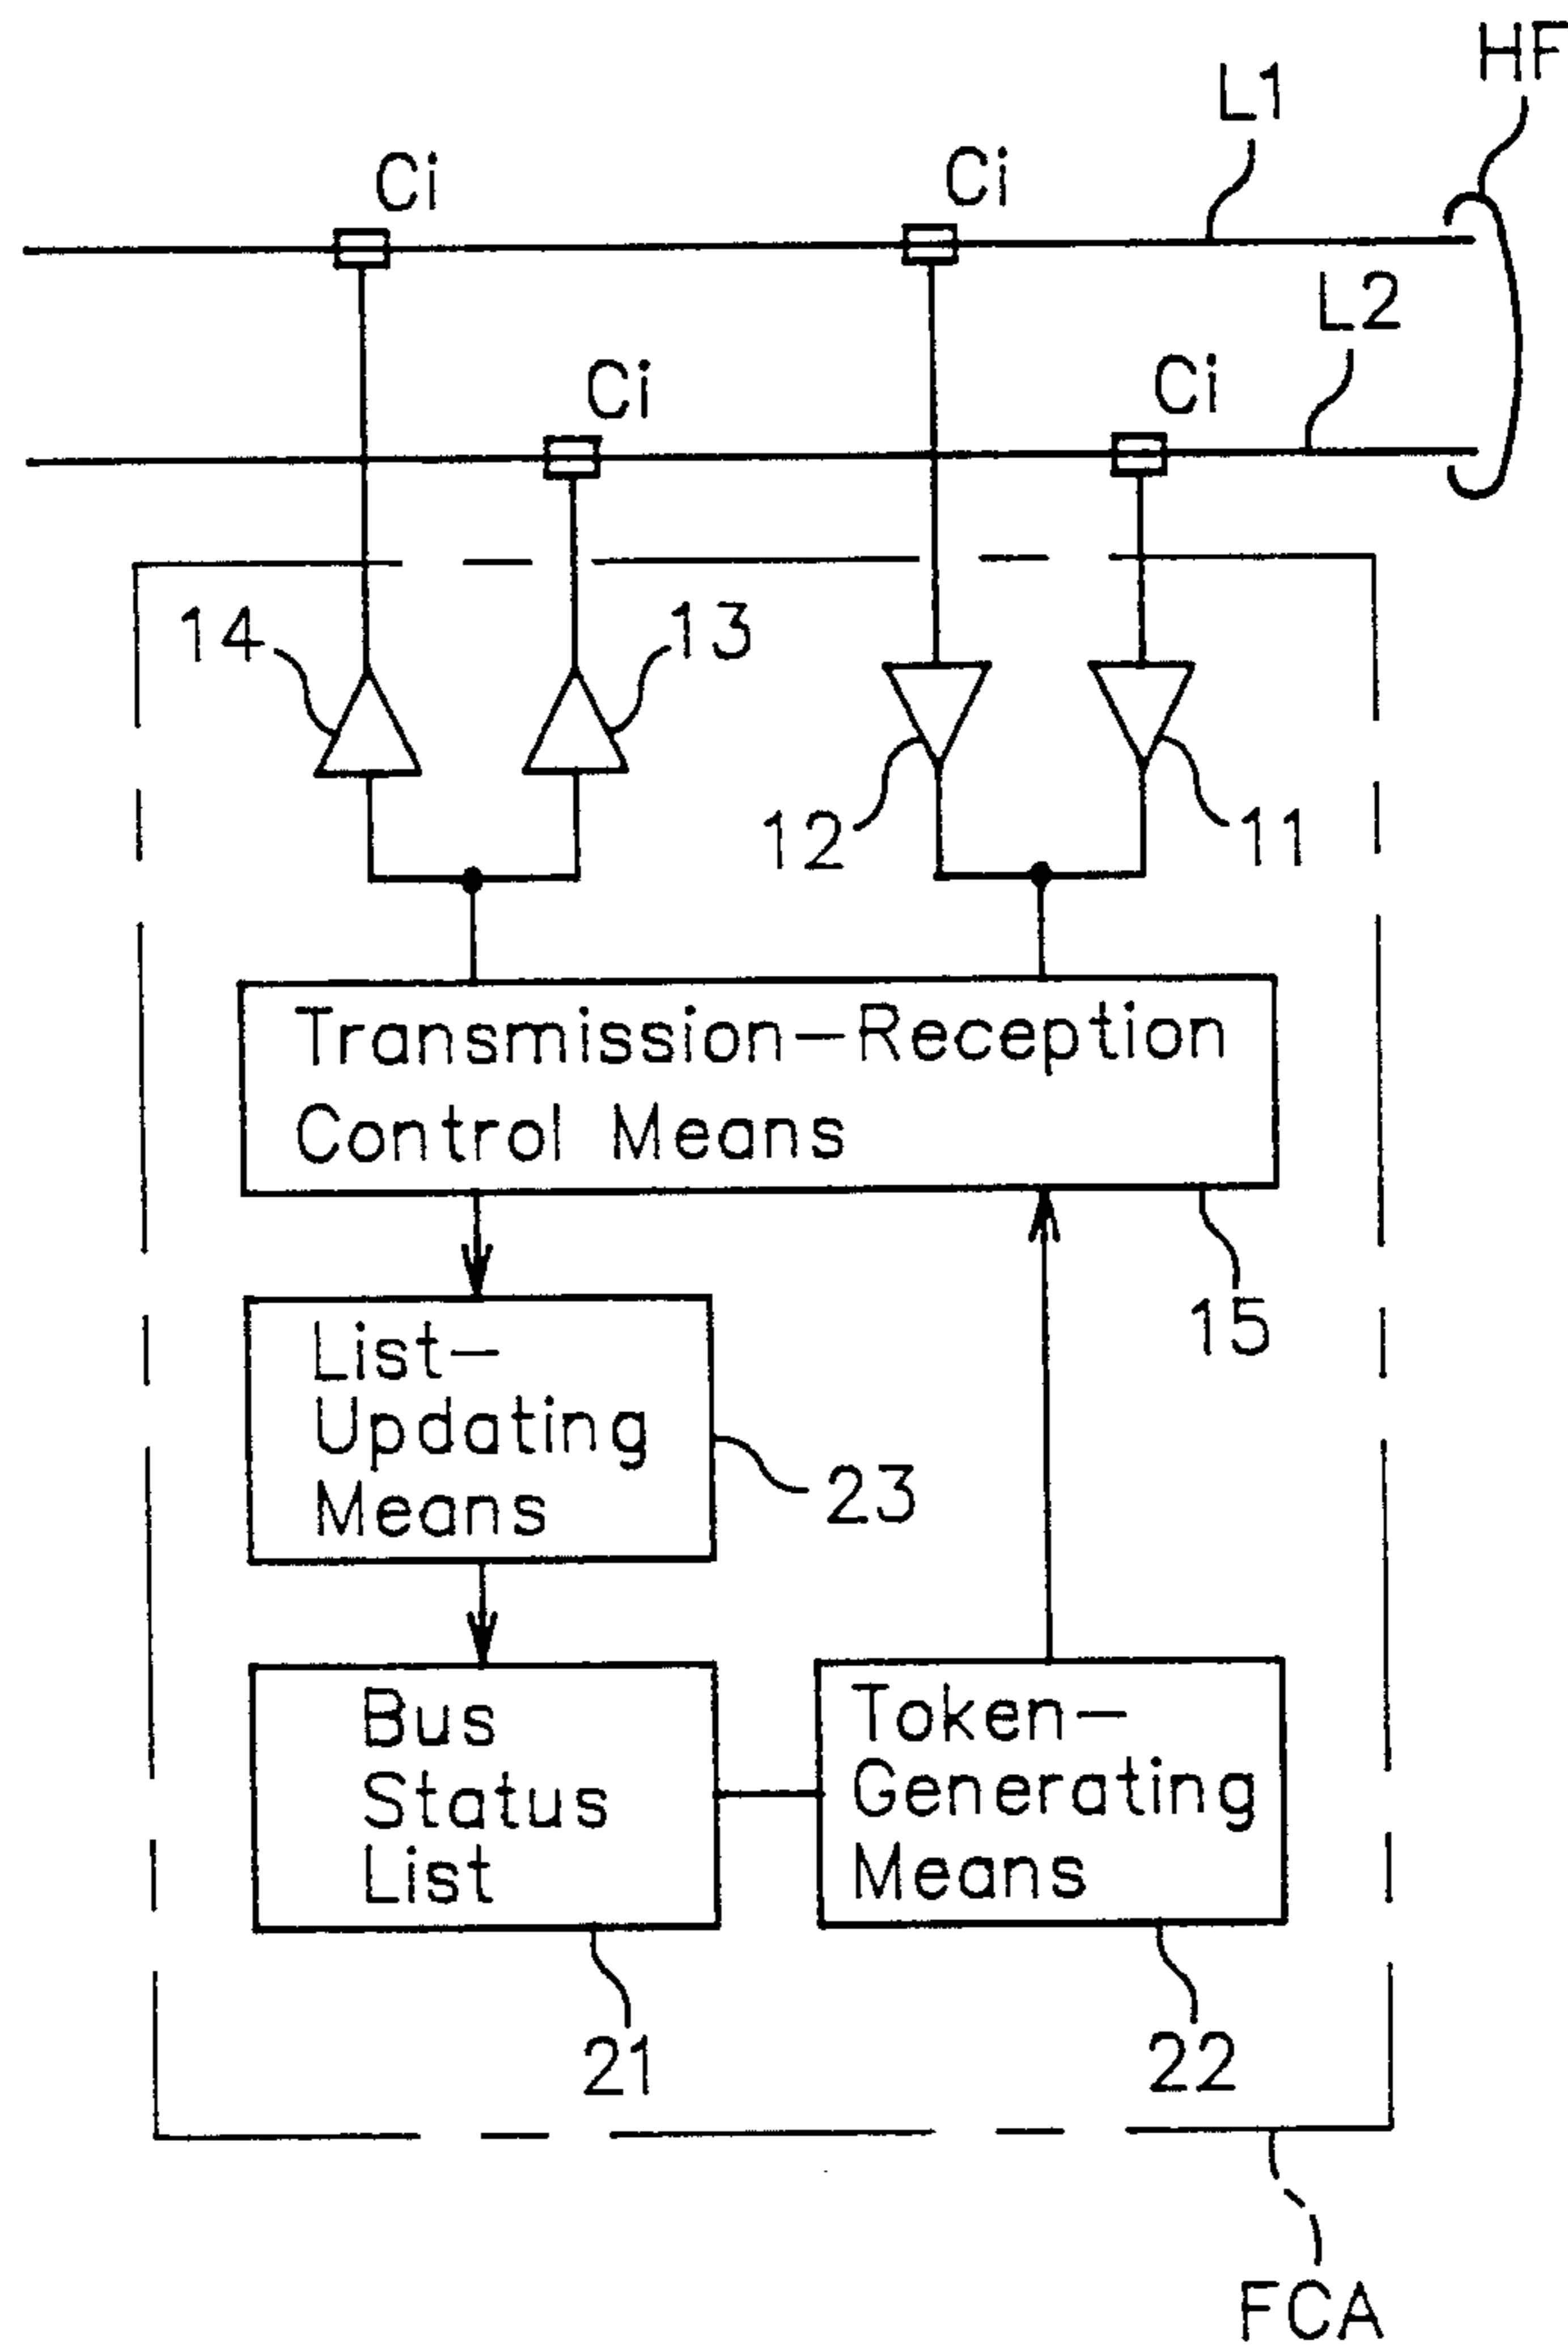 HF
L1
Ci
Ci
L2
Ci
Ci
14
13
12
11
Transmission-Reception
Control Means
15
List-
Updating
Means
23
Bus
Status
List
Token-
Generating
Means
21
22
FCA